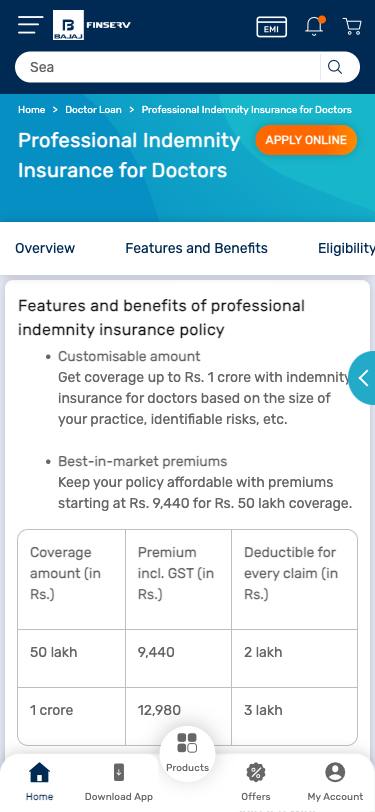 BAJAJ
FINSERV
EMI
Sea
Home > Doctor Loan > Professional Indemnity Insurance for Doctors
Professional Indemnity
Insurance for Doctors
APPLY ONLINE
Overview
Features and Benefits
Eligibility
Features and benefits of professional
indemnity insurance policy
• Customisable amount
Get coverage up to Rs. 1 crore with indemnity
insurance for doctors based on the size of
your practice, identifiable risks, etc.
• Best-in-market premiums
Keep your policy affordable with premiums
starting at Rs. 9,440 for Rs. 50 lakh coverage.
Coverage
amount (in
Rs.)
Premium
incl. GST (in
Rs.)
Deductible for
every claim (in
Rs.)
50 lakh
9,440
2 lakh
1 crore
12,980
3 lakh
Home
Download App
Products
Offers
My Account